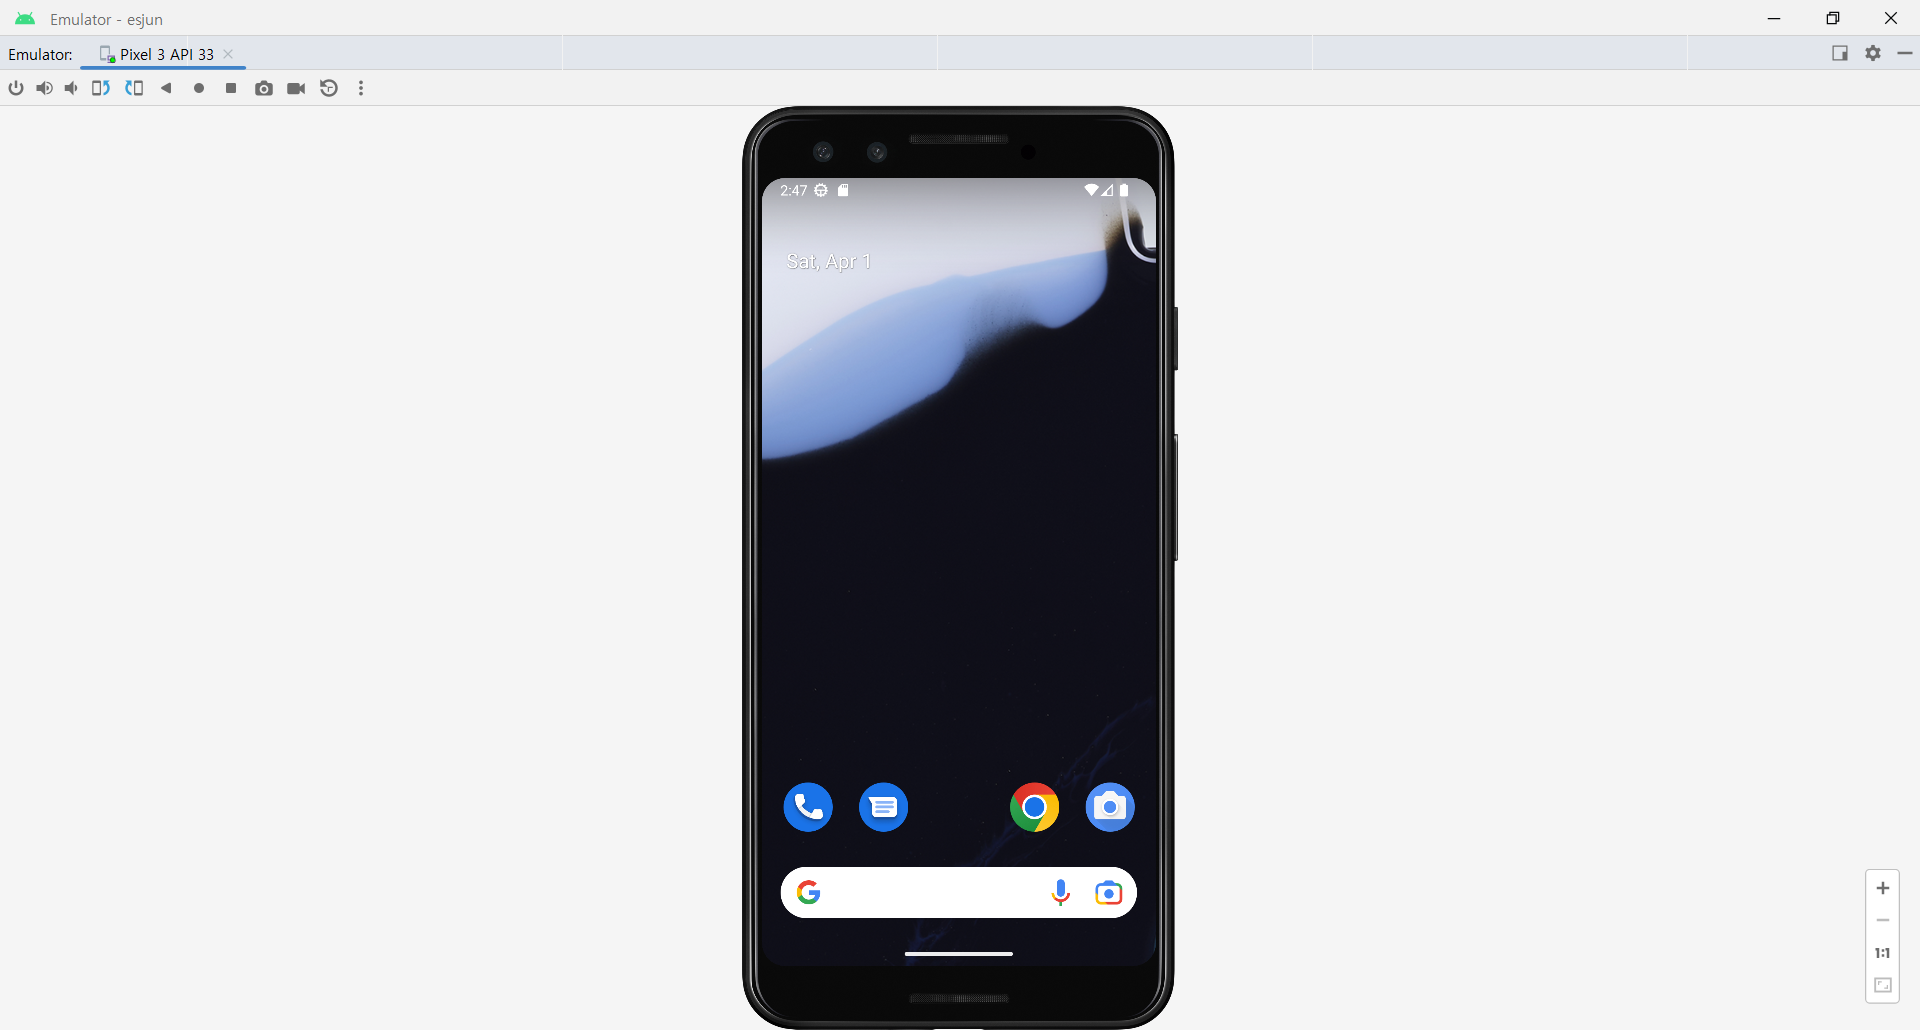 Emulator - esjun
Emulator: Pixel 3 API 33
2:47
Sat, Apr 1
1:1